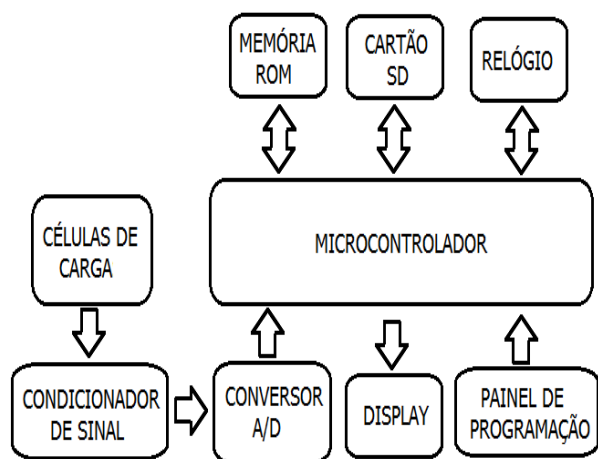 MEMÓRIA
ROM
CARTÃO
SD
RELÓGIO
CÉLULAS DE
CARGA
MICROCONTROLADOR
CONDICIONADOR
DE SINAL
CONVERSOR
A/D
DISPLAY
PAINEL DE
PROGRAMAÇÃO